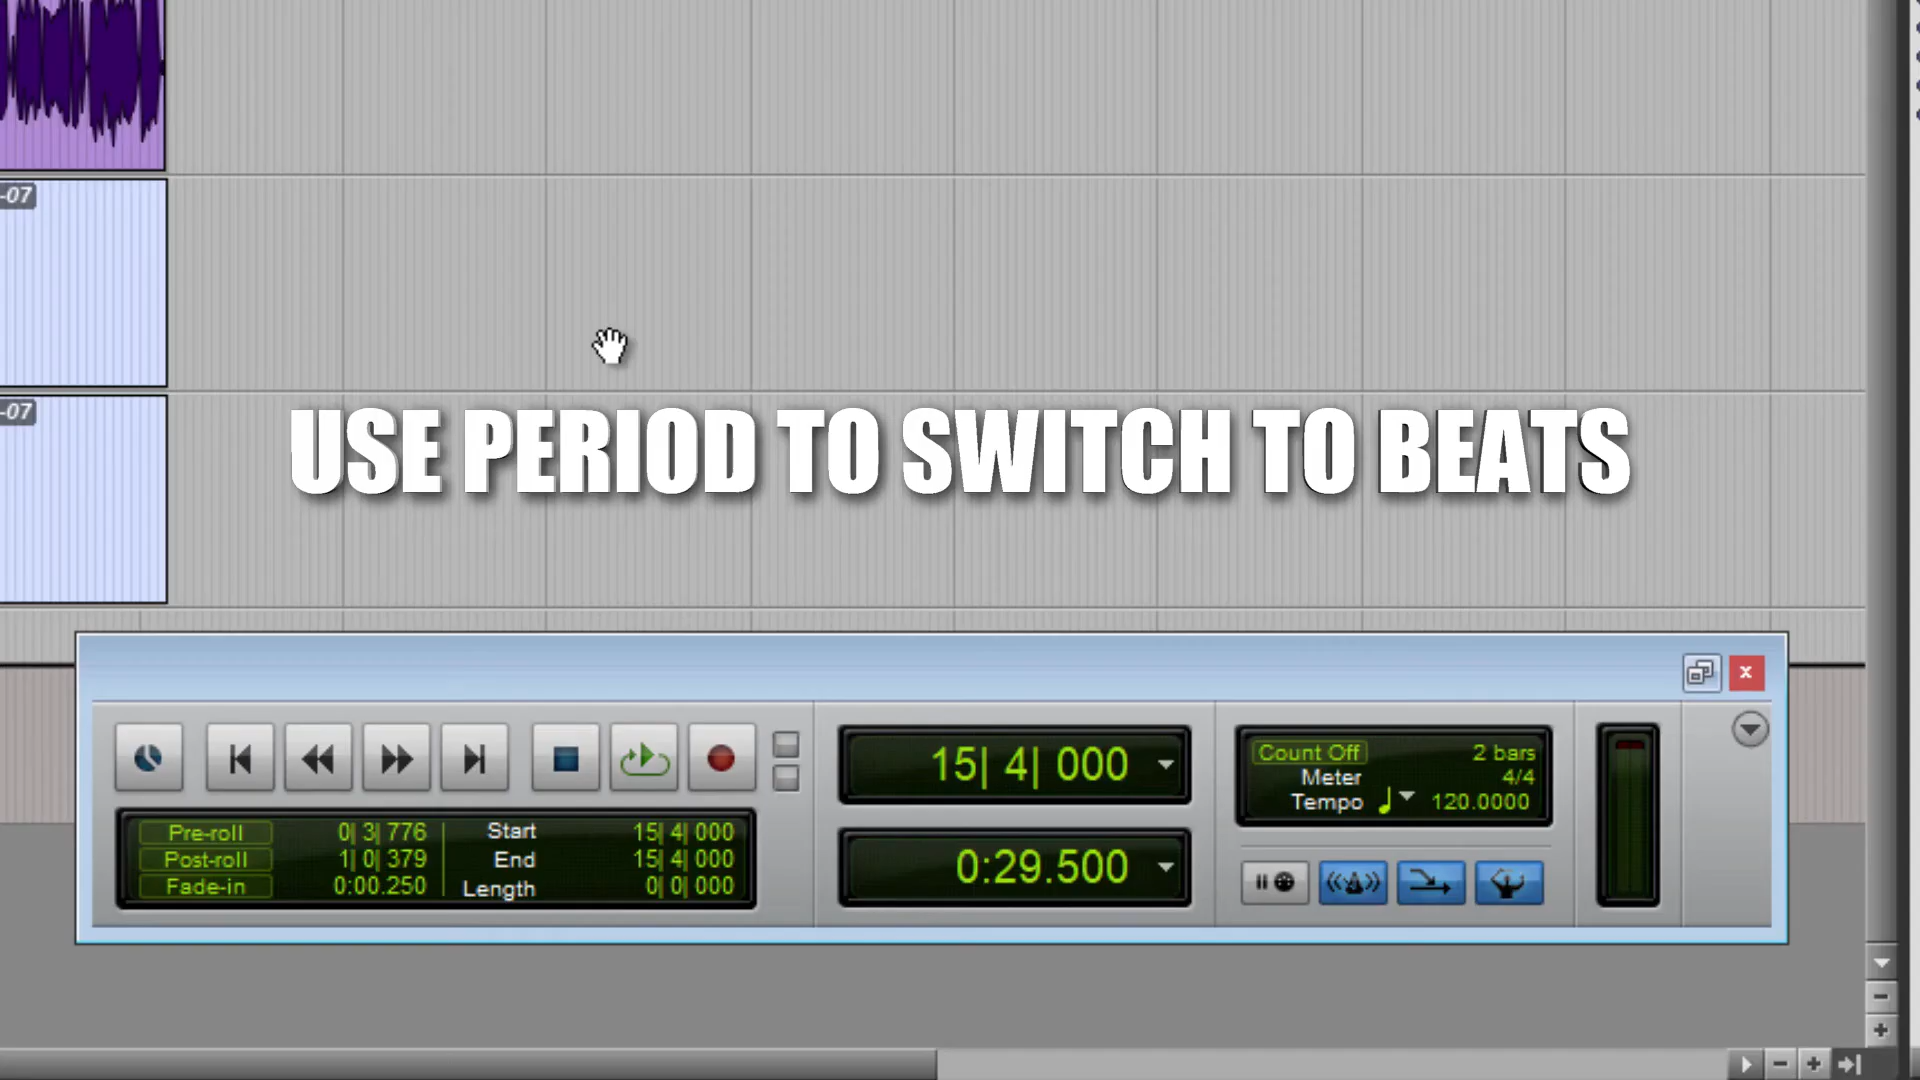 -07
-07
USE PERIOD TO SWITCH TO BEATS
15| 4| 000
0:29.500
Count Off 2 bars
Meter 4/4
Tempo 120.0000
Pre-roll 0| 3| 776
Post-roll 1| 0| 379
Fade-in 0:00.250
Start 15| 4| 000
End 15| 4| 000
Length 0| 0| 000